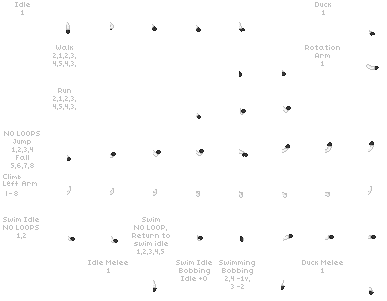 Idle
1
Duck
1
Walk
2,1,2,3,
4,5,4,3,
Rotation
Arm
1
Run
2,1,2,3,
4,5,4,3,
NO LOOPS
Jump
1,2,3,4
Fall
5,6,7,8
Climb
Left Arm
1-8
Swim Idle
NO LOOPS
1,2
Swim
NO LOOP,
Return to
swim idle
1,2,3,4,5
Swim Idle
Bobbing
Idle +0
Swimming
Bobbing
2,4 -1v,
3 -2
Idle Melee
1
Duck Melee
1